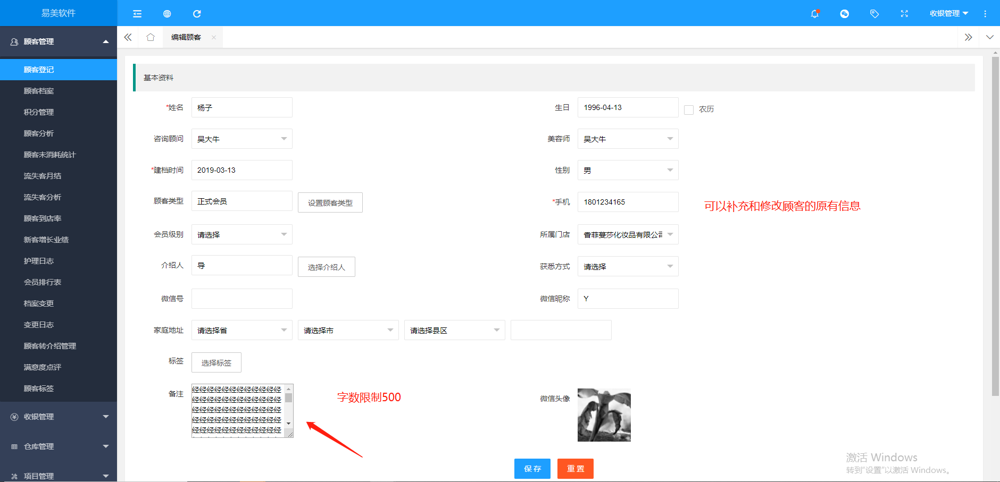 易美软件
收银管理
顾客管理
编辑顾客
顾客登记
顾客档案
积分管理
顾客分析
顾客未消耗统计
流失客月结
流失客分析
顾客到店率
新客增长业绩
护理日志
会员排行表
档案变更
变更日志
顾客转介绍管理
满意度点评
顾客标签
收银管理
仓库管理
项目管理
基本资料
*姓名 杨子 生日 1996-04-13 农历
咨询顾问 吴大牛 美容师 吴大牛
*建档时间 2019-03-13 性别 男
顾客类型 正式会员 设置顾客类型 *手机 1801234165
可以补充和修改顾客的原有信息
会员级别 请选择 所属门店 香菲蔓莎化妆品有限公司
介绍人 导 选择介绍人 获悉方式 请选择
微信号 微信昵称 Y
家庭地址 请选择省 请选择市 请选择县区
标签 选择标签
备注 经经经经经经经经经经经经
经经经经经经经经经经经经
经经经经经经经经经经经经
经经经经经经经经经经经经
经经经经经经经经经经经经
字数限制500
微信头像
保存 重置
激活 Windows
转到“设置”以激活 Windows。